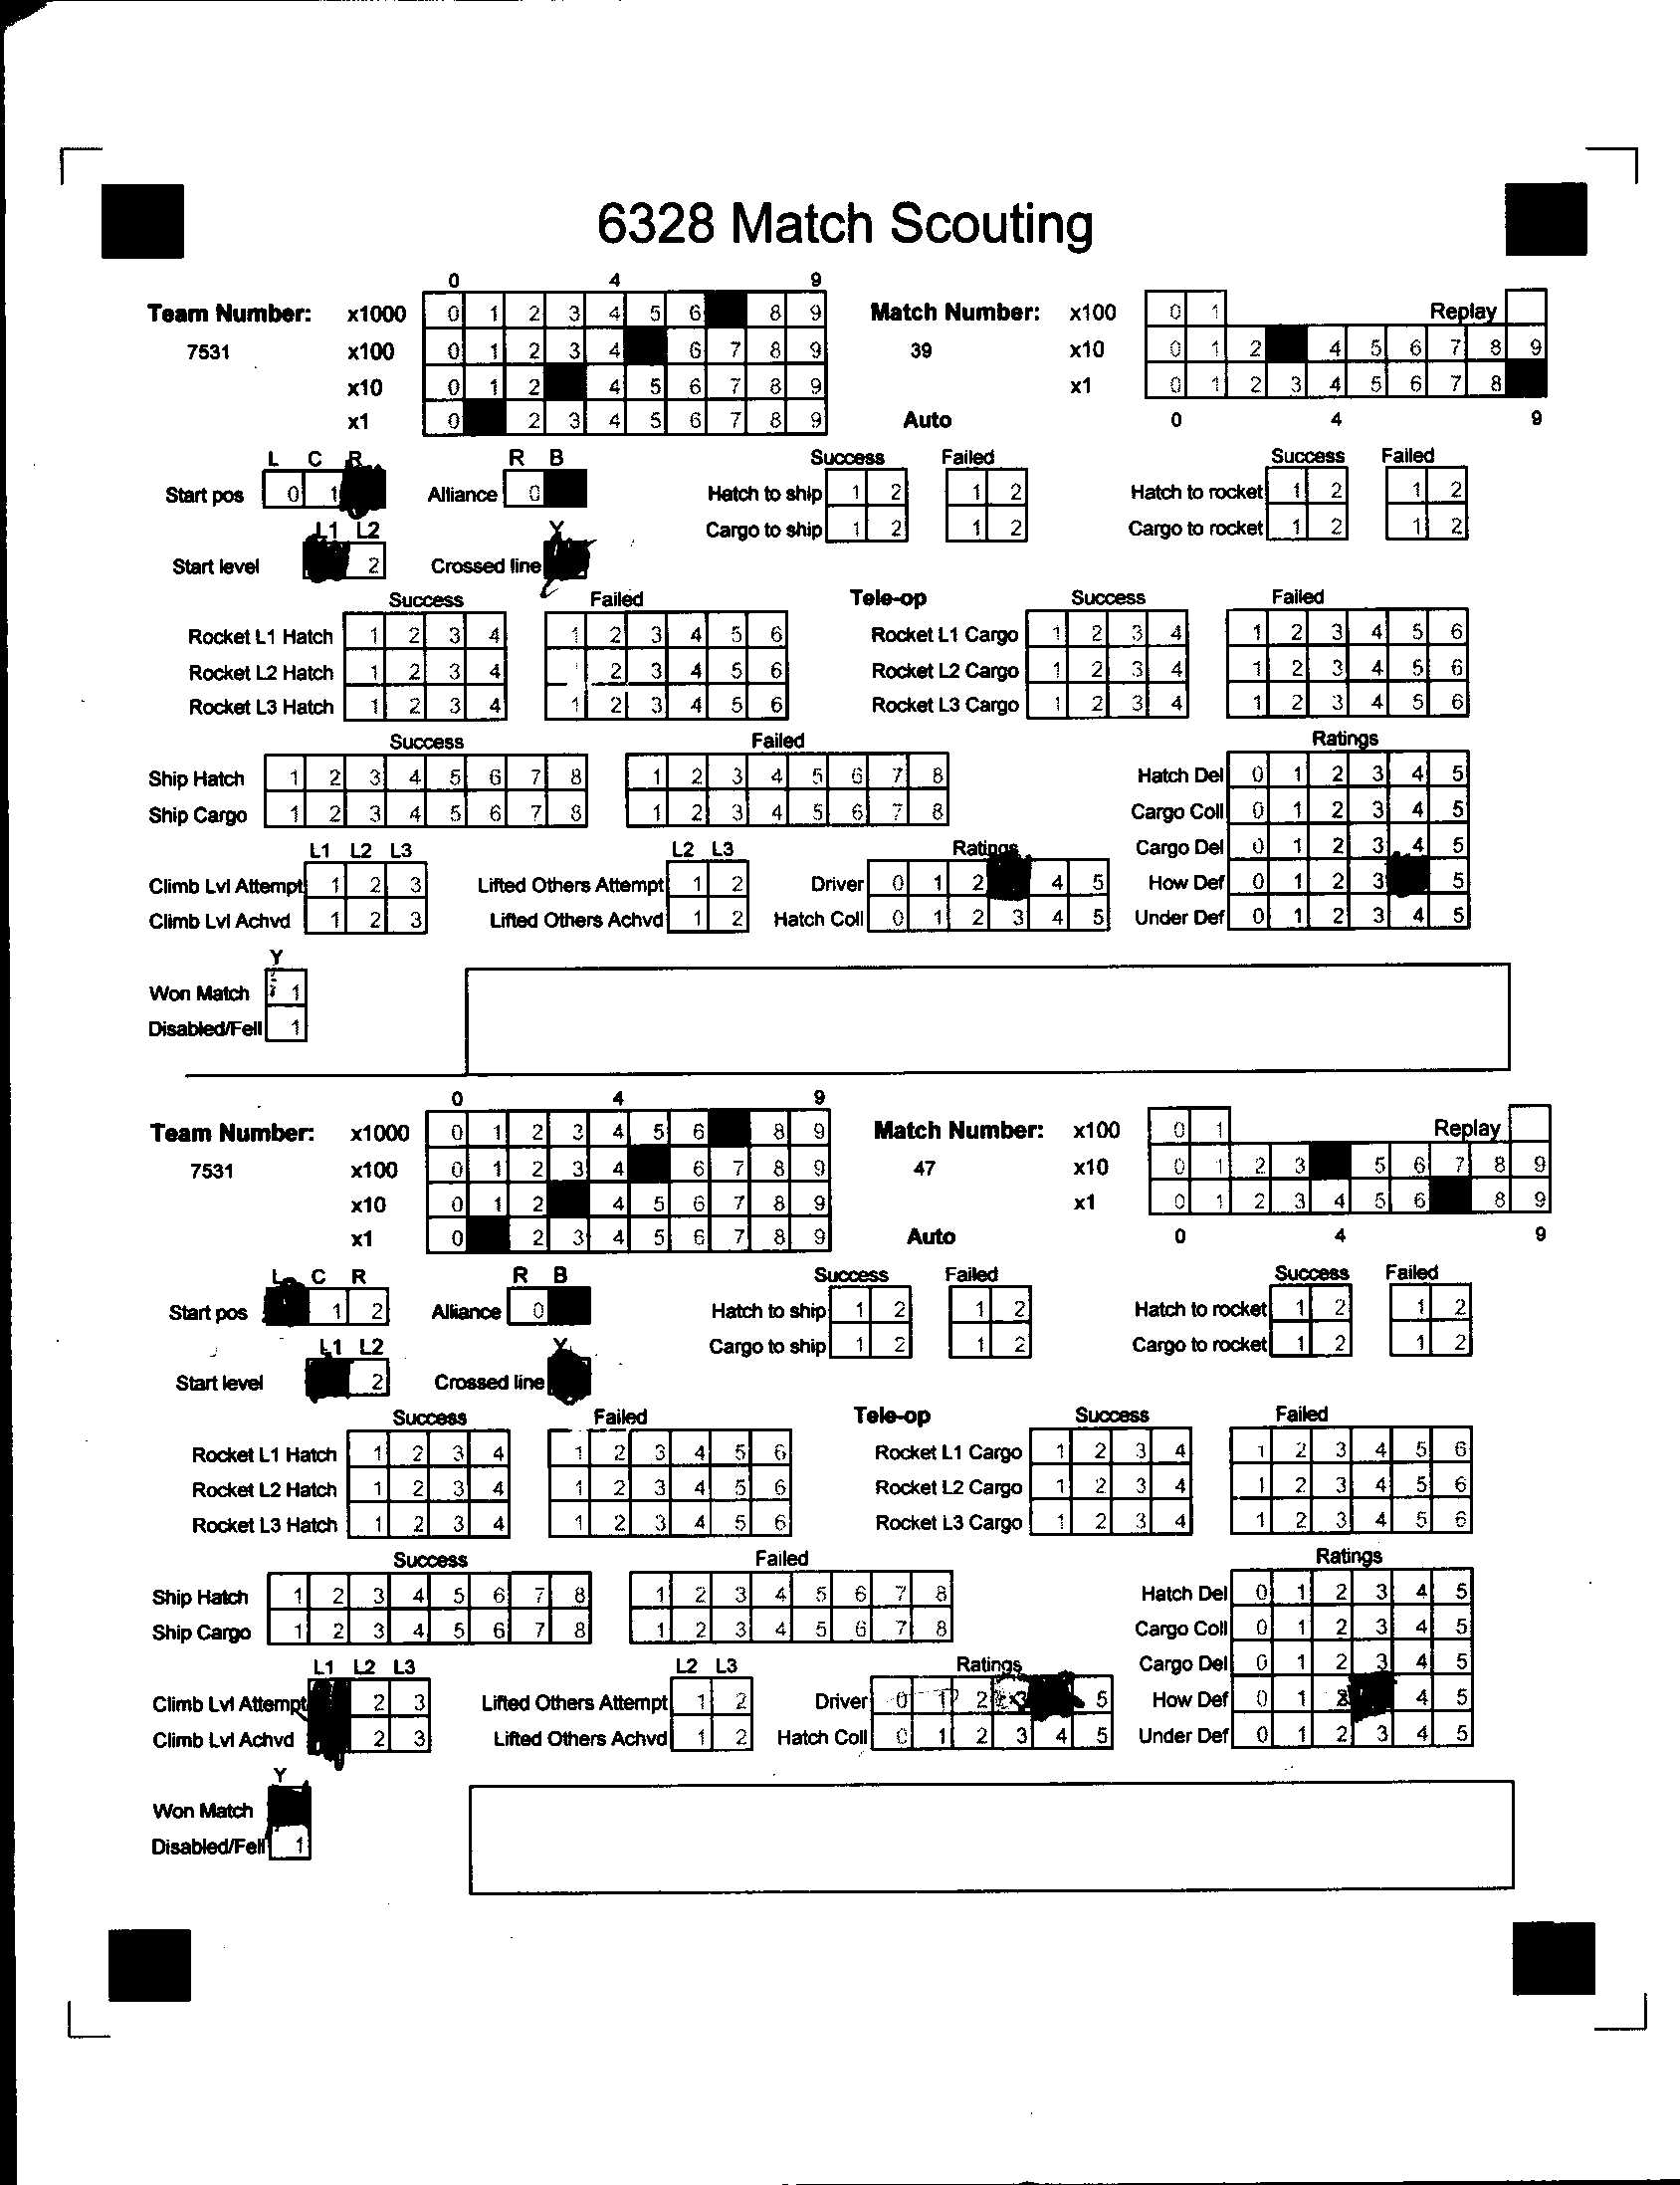 6328 Match Scouting
0 4 9
Team Number: x1000 0 1 2 3 4 5 6 8 9 Match Number: x100 0 1 Replay
7531 x100 0 1 2 3 4 6 7 8 9 39 x10 0 1 2 4 5 6 7 8 9
x10 0 1 2 4 5 6 7 8 9 x1 0 1 2 3 4 5 6 7 8
x1 0 2 3 4 5 6 7 8 9 Auto 0 4 9
L C R R B Success Failed Success Failed
Start pos 0 1 Alliance 0 Hatch to ship 1 2 1 2 Hatch to rocket 1 2 1 2
L1 L2 Y Cargo to ship 1 2 1 2 Cargo to rocket 1 2 1 2
Start level 2 Crossed line
Success Failed Tele-op Success Failed
Rocket L1 Hatch 1 2 3 4 1 2 3 4 5 6 Rocket L1 Cargo 1 2 3 4 1 2 3 4 5 6
Rocket L2 Hatch 1 2 3 4 1 2 3 4 5 6 Rocket L2 Cargo 1 2 3 4 1 2 3 4 5 6
Rocket L3 Hatch 1 2 3 4 1 2 3 4 5 6 Rocket L3 Cargo 1 2 3 4 1 2 3 4 5 6
Success Failed Ratings
Ship Hatch 1 2 3 4 5 6 7 8 1 2 3 4 5 6 7 8 Hatch Del 0 1 2 3 4 5
Ship Cargo 1 2 3 4 5 6 7 8 1 2 3 4 5 6 7 8 Cargo Coll 0 1 2 3 4 5
L1 L2 L3 L2 L3 Ratings Cargo Del 0 1 2 3 4 5
Climb Lvl Attempt 1 2 3 Lifted Others Attempt 1 2 Driver 0 1 2 4 5 How Def 0 1 2 3 5
Climb Lvl Achvd 1 2 3 Lifted Others Achvd 1 2 Hatch Coll 0 1 2 3 4 5 Under Def 0 1 2 3 4 5
Y
Won Match 1
Disabled/Fell 1
0 4 9
Team Number: x1000 0 1 2 3 4 5 6 8 9 Match Number: x100 0 1 Replay
7531 x100 0 1 2 3 4 6 7 8 9 47 x10 0 1 2 3 5 6 7 8 9
x10 0 1 2 4 5 6 7 8 9 x1 0 1 2 3 4 5 6 8 9
x1 0 2 3 4 5 6 7 8 9 Auto 0 4 9
L C R R B Success Failed Success Failed
Start pos 1 2 Alliance 0 Hatch to ship 1 2 1 2 Hatch to rocket 1 2 1 2
L1 L2 Y Cargo to ship 1 2 1 2 Cargo to rocket 1 2 1 2
Start level 2 Crossed line
Success Failed Tele-op Success Failed
Rocket L1 Hatch 1 2 3 4 1 2 3 4 5 6 Rocket L1 Cargo 1 2 3 4 1 2 3 4 5 6
Rocket L2 Hatch 1 2 3 4 1 2 3 4 5 6 Rocket L2 Cargo 1 2 3 4 1 2 3 4 5 6
Rocket L3 Hatch 1 2 3 4 1 2 3 4 5 6 Rocket L3 Cargo 1 2 3 4 1 2 3 4 5 6
Success Failed Ratings
Ship Hatch 1 2 3 4 5 6 7 8 1 2 3 4 5 6 7 8 Hatch Del 0 1 2 3 4 5
Ship Cargo 1 2 3 4 5 6 7 8 1 2 3 4 5 6 7 8 Cargo Coll 0 1 2 3 4 5
L1 L2 L3 L2 L3 Ratings Cargo Del 0 1 2 3 4 5
Climb Lvl Attempt 2 3 Lifted Others Attempt 1 2 Driver 0 1 2 3 5 How Def 0 1 2 4 5
Climb Lvl Achvd 2 3 Lifted Others Achvd 1 2 Hatch Coll 0 1 2 3 4 5 Under Def 0 1 2 3 4 5
Y
Won Match
Disabled/Fell 1